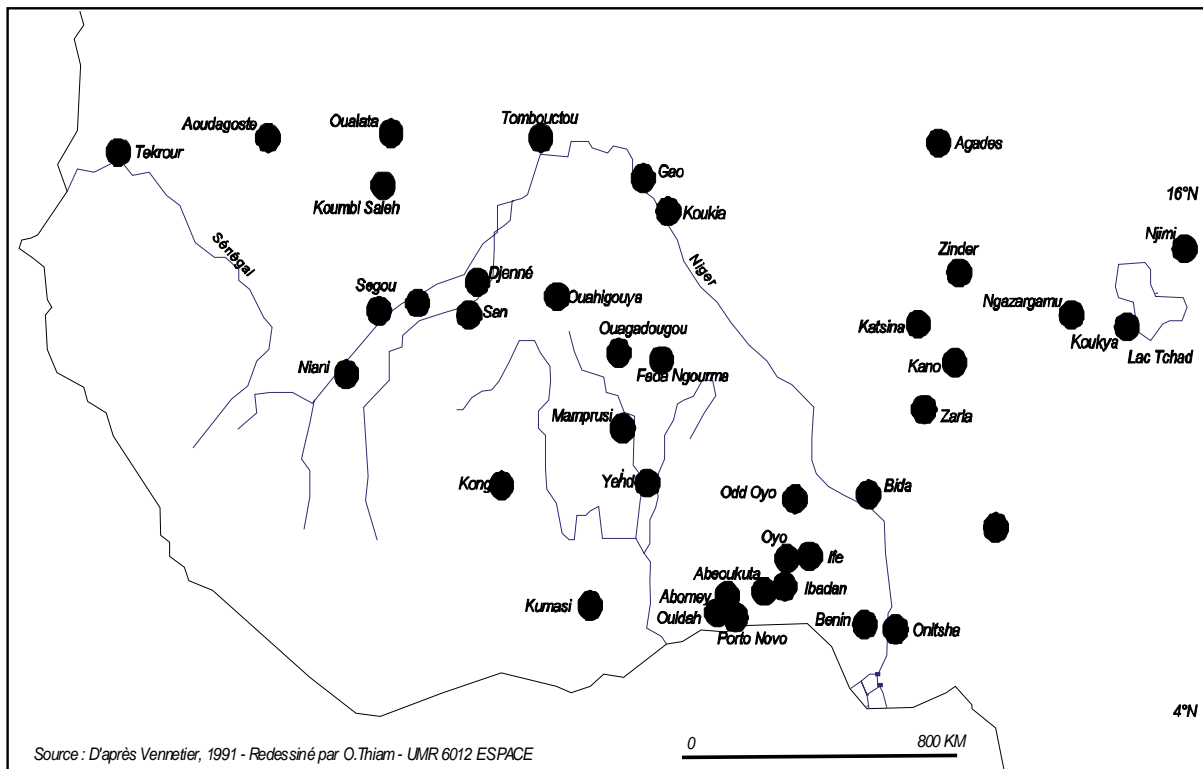 Tombouctou
Oualata
Aoudagoste
Tekrour
Agades
Gao
Koumbi Saleh
16°N
Koukia
Njimi
Sénégal
Zinder
Niger
Djenné
Segou
Ouahigouya
Ngazargamu
San
Katsina
Koukya
Ouagadougou
Lac Tchad
Niani
Kano
Fada Ngourma
Mamprusi
Zaria
Kong
Yehd
Odd Oyo
Bida
Oyo
Ife
Abeoukuta
Ibadan
Abomey
Kumasi
Ouidah
Benin
Onitsha
Porto Novo
4°N
0
800 KM
Source : D'après Vennetier, 1991 - Redessiné par O.Thiam - UMR 6012 ESPACE